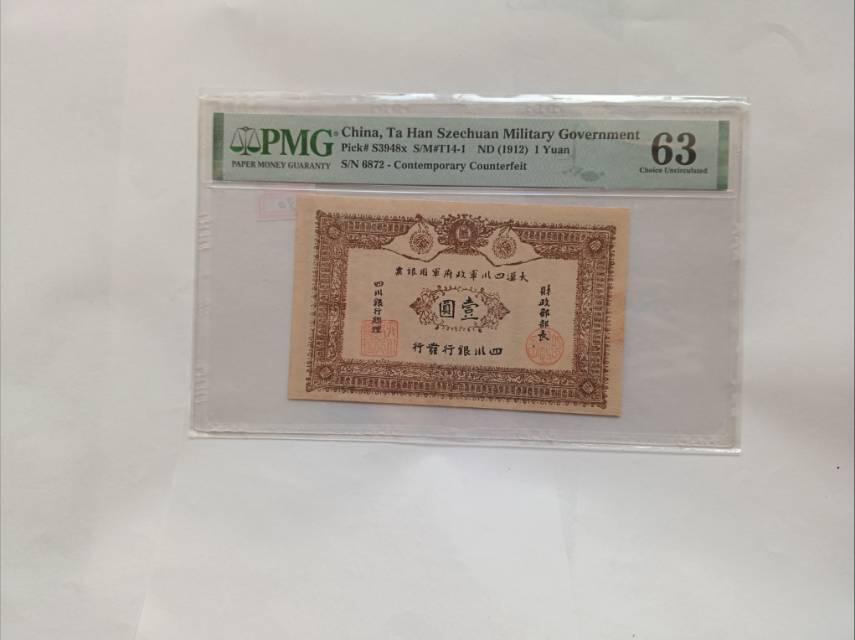 PMG
PAPER MONEY GUARANTY
China, Ta Han Szechuan Military Government
Pick# S3948x S/M#T14-1 ND (1912) 1 Yuan
S/N 6872 - Contemporary Counterfeit
63
Choice Uncirculated
大漢四川軍政府軍用銀票
財政部部長
壹圓
四川銀行總理
四川銀行發行